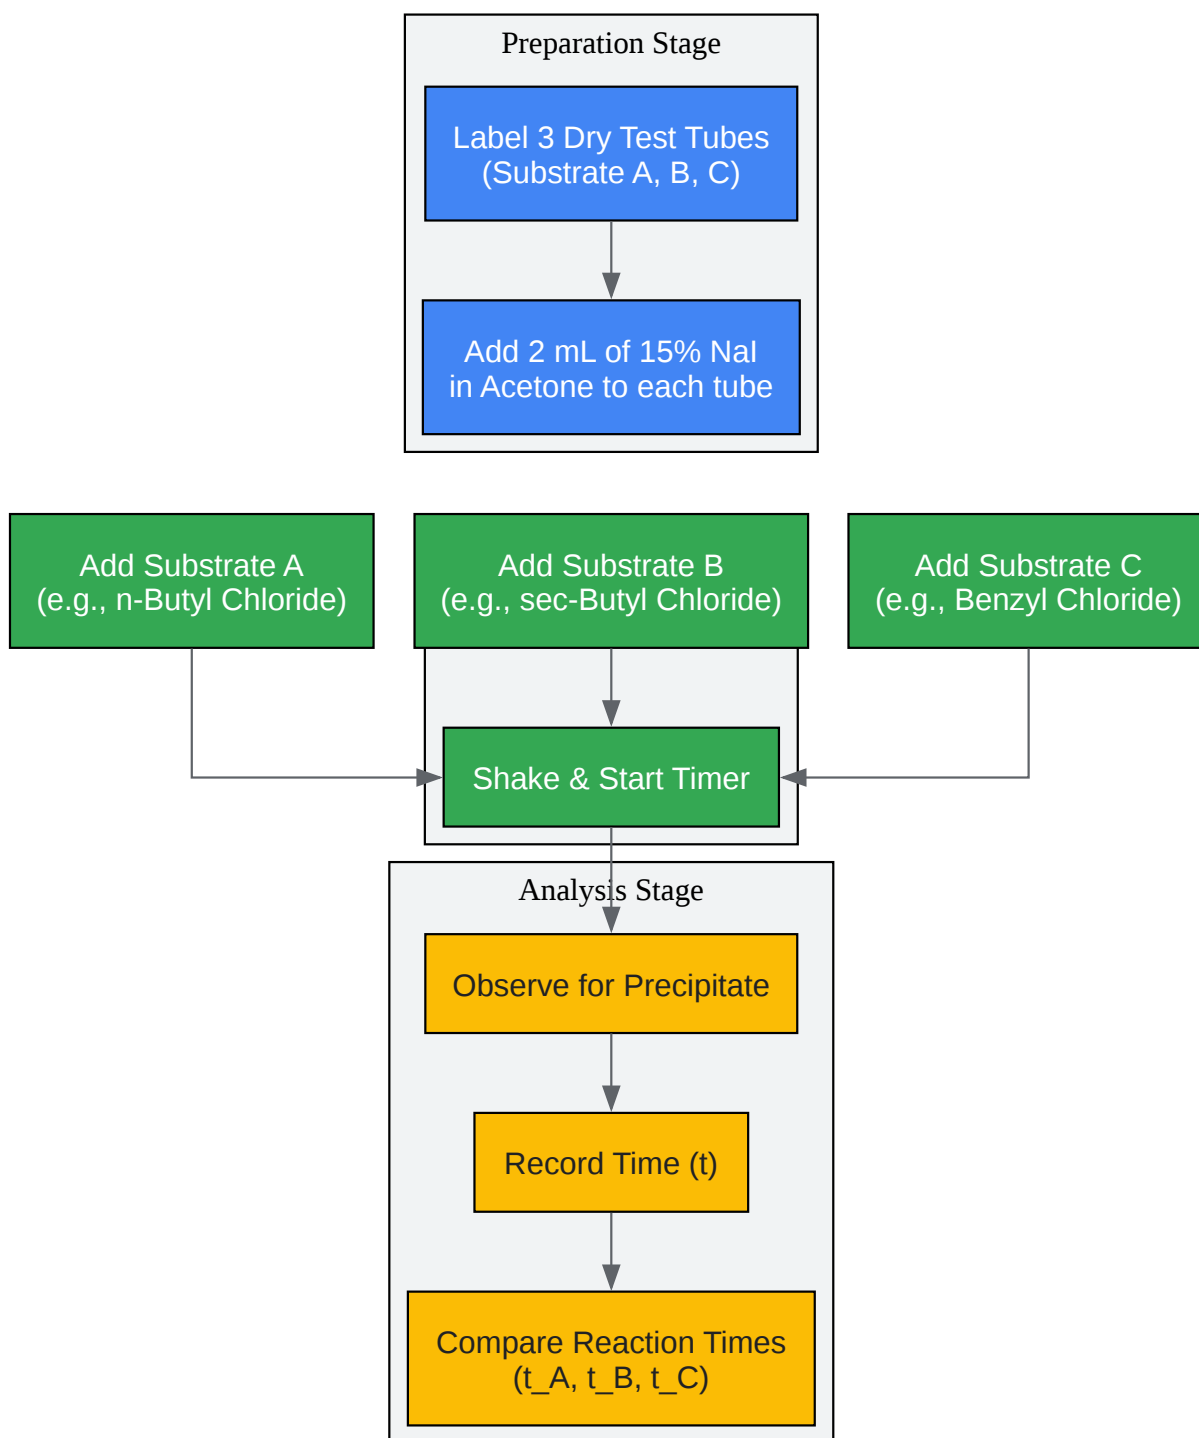 Preparation Stage
Label 3 Dry Test Tubes
(Substrate A, B, C)
Add 2 mL of 15% NaI
in Acetone to each tube
Add Substrate A
(e.g., n-Butyl Chloride)
Add Substrate B
(e.g., sec-Butyl Chloride)
Add Substrate C
(e.g., Benzyl Chloride)
Shake & Start Timer
Analysis Stage
Observe for Precipitate
Record Time (t)
Compare Reaction Times
(t_A, t_B, t_C)